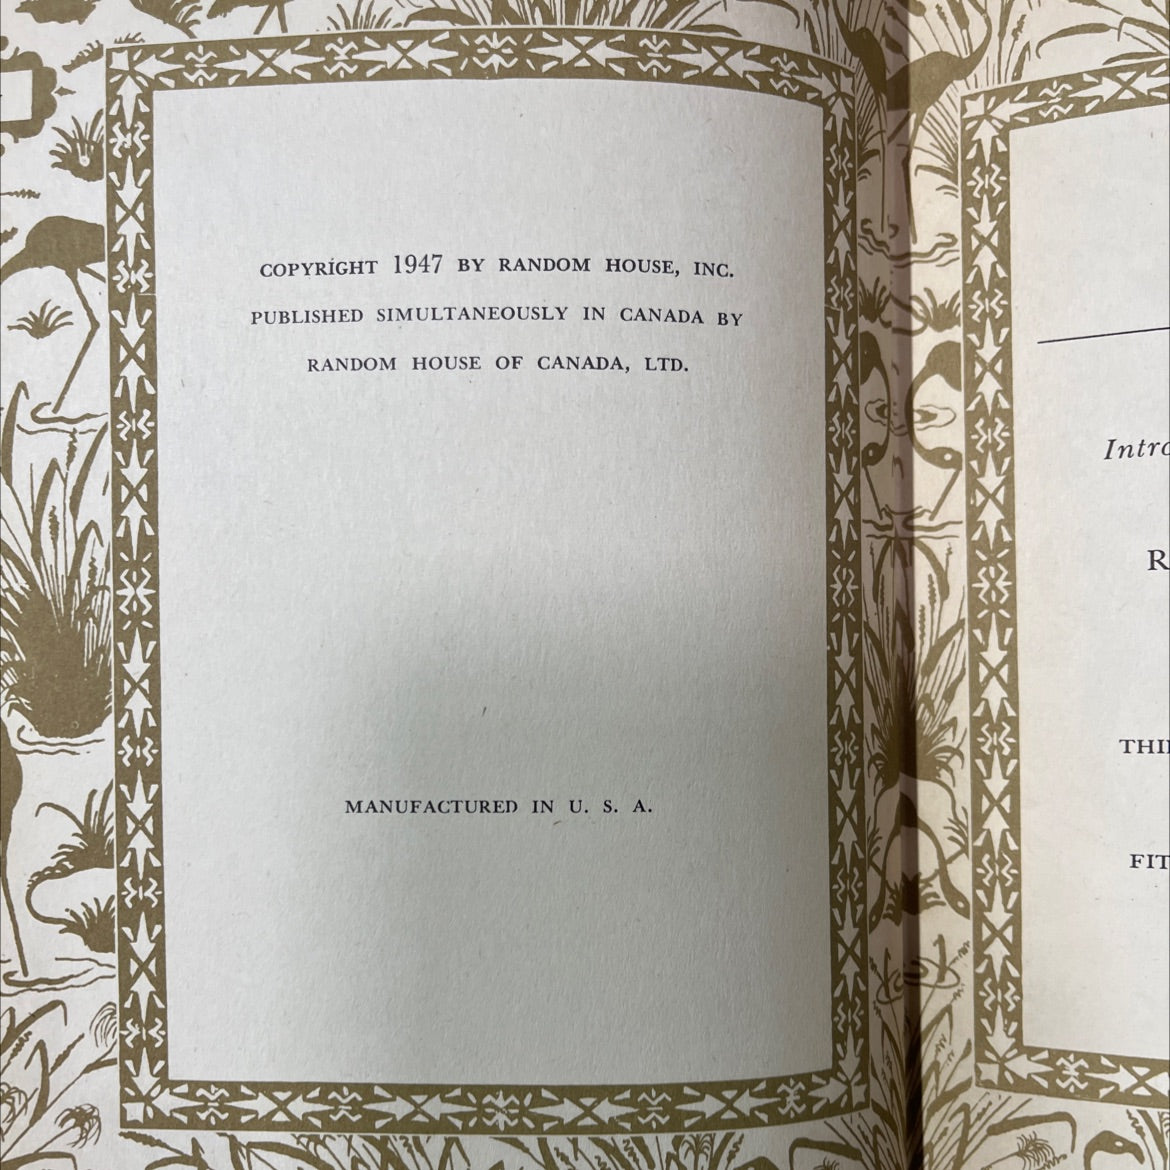 COPYRIGHT 1947 BY RANDOM HOUSE, INC.
PUBLISHED SIMULTANEOUSLY IN CANADA BY
RANDOM HOUSE OF CANADA, LTD.
MANUFACTURED IN U. S. A.